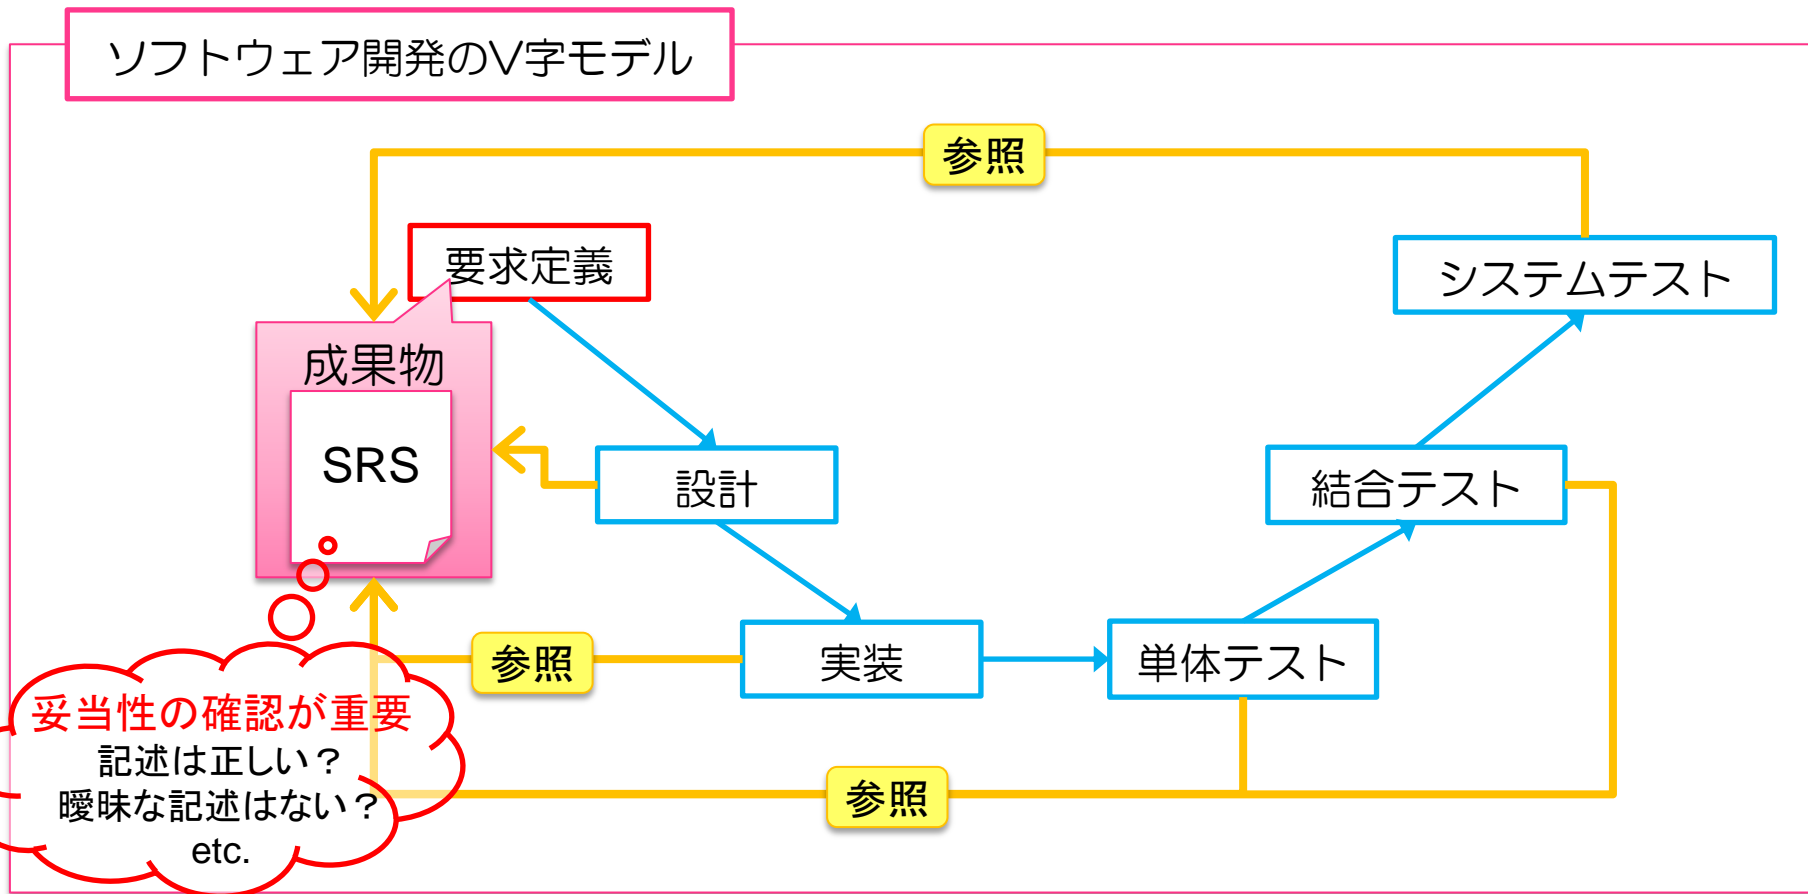 ソフトウェア開発のV字モデル
参照
要求定義
システムテスト
成果物
SRS
設計
結合テスト
参照
実装
単体テスト
妥当性の確認が重要
記述は正しい？
曖昧な記述はない？
etc.
参照